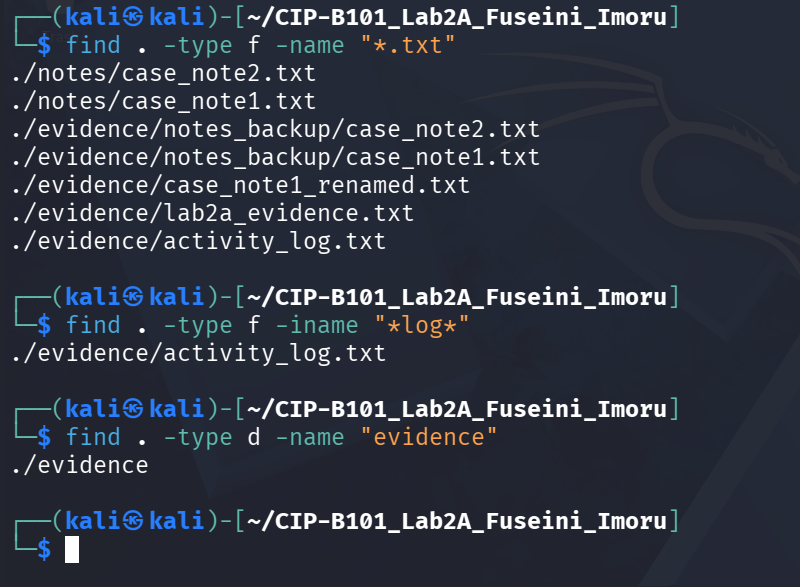 ┌──(kali㉿kali)-[~/CIP-B101_Lab2A_Fuseini_Imoru]
└─$ find . -type f -name "*.txt"
./notes/case_note2.txt
./notes/case_note1.txt
./evidence/notes_backup/case_note2.txt
./evidence/notes_backup/case_note1.txt
./evidence/case_note1_renamed.txt
./evidence/lab2a_evidence.txt
./evidence/activity_log.txt
┌──(kali㉿kali)-[~/CIP-B101_Lab2A_Fuseini_Imoru]
└─$ find . -type f -iname "*log*"
./evidence/activity_log.txt
┌──(kali㉿kali)-[~/CIP-B101_Lab2A_Fuseini_Imoru]
└─$ find . -type d -name "evidence"
./evidence
┌──(kali㉿kali)-[~/CIP-B101_Lab2A_Fuseini_Imoru]
└─$